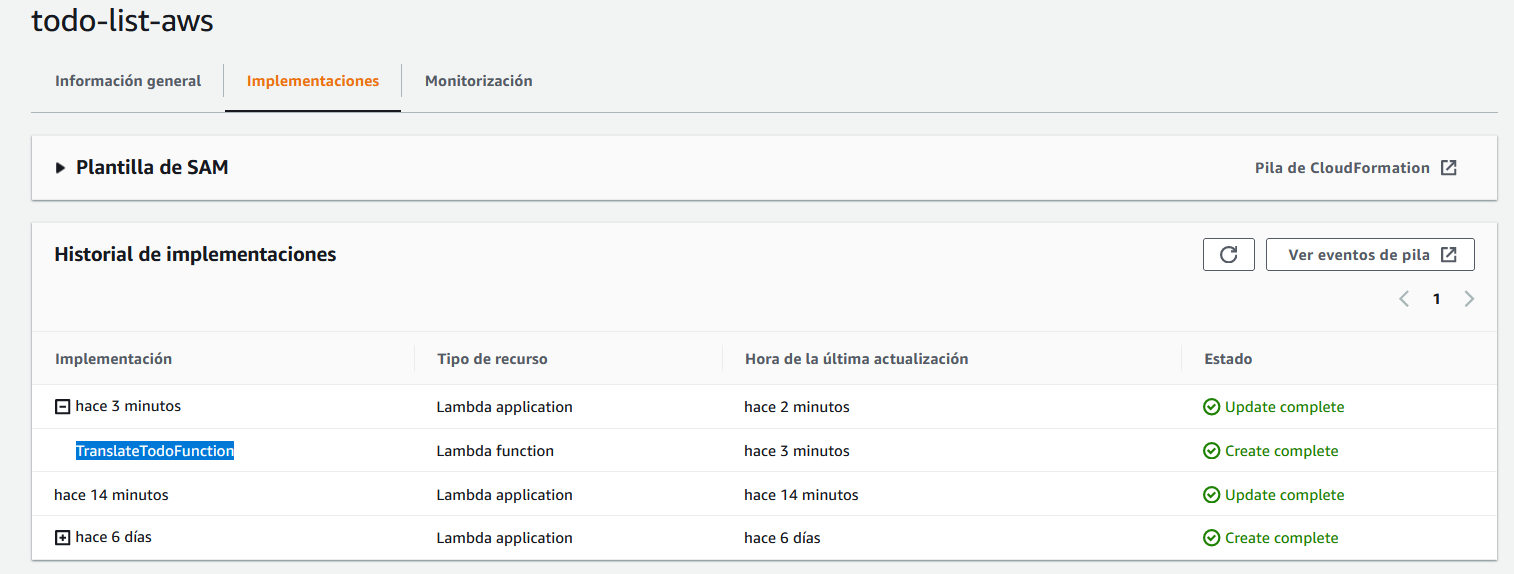 todo-list-aws
Información general Implementaciones Monitorización
Plantilla de SAM Pila de CloudFormation
Historial de implementaciones Ver eventos de pila
1
Implementación Tipo de recurso Hora de la última actualización Estado
hace 3 minutos Lambda application hace 2 minutos Update complete
TranslateTodoFunction Lambda function hace 3 minutos Create complete
hace 14 minutos Lambda application hace 14 minutos Update complete
hace 6 días Lambda application hace 6 días Create complete